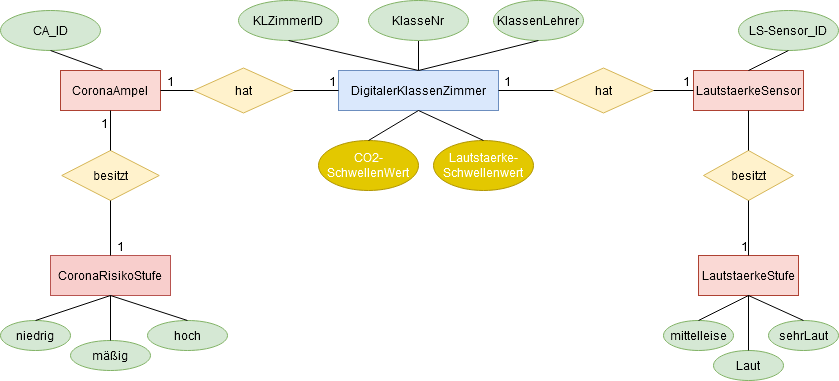 CA_ID
KLZimmerID
KlasseNr
KlassenLehrer
LS-Sensor_ID
CoronaAmpel
1
hat
1
DigitalerKlassenZimmer
1
hat
1
LautstaerkeSensor
1
1
CO2-
SchwellenWert
Lautstaerke-
Schwellenwert
besitzt
besitzt
1
1
CoronaRisikoStufe
LautstaerkeStufe
niedrig
mäßig
hoch
mittelleise
Laut
sehrLaut